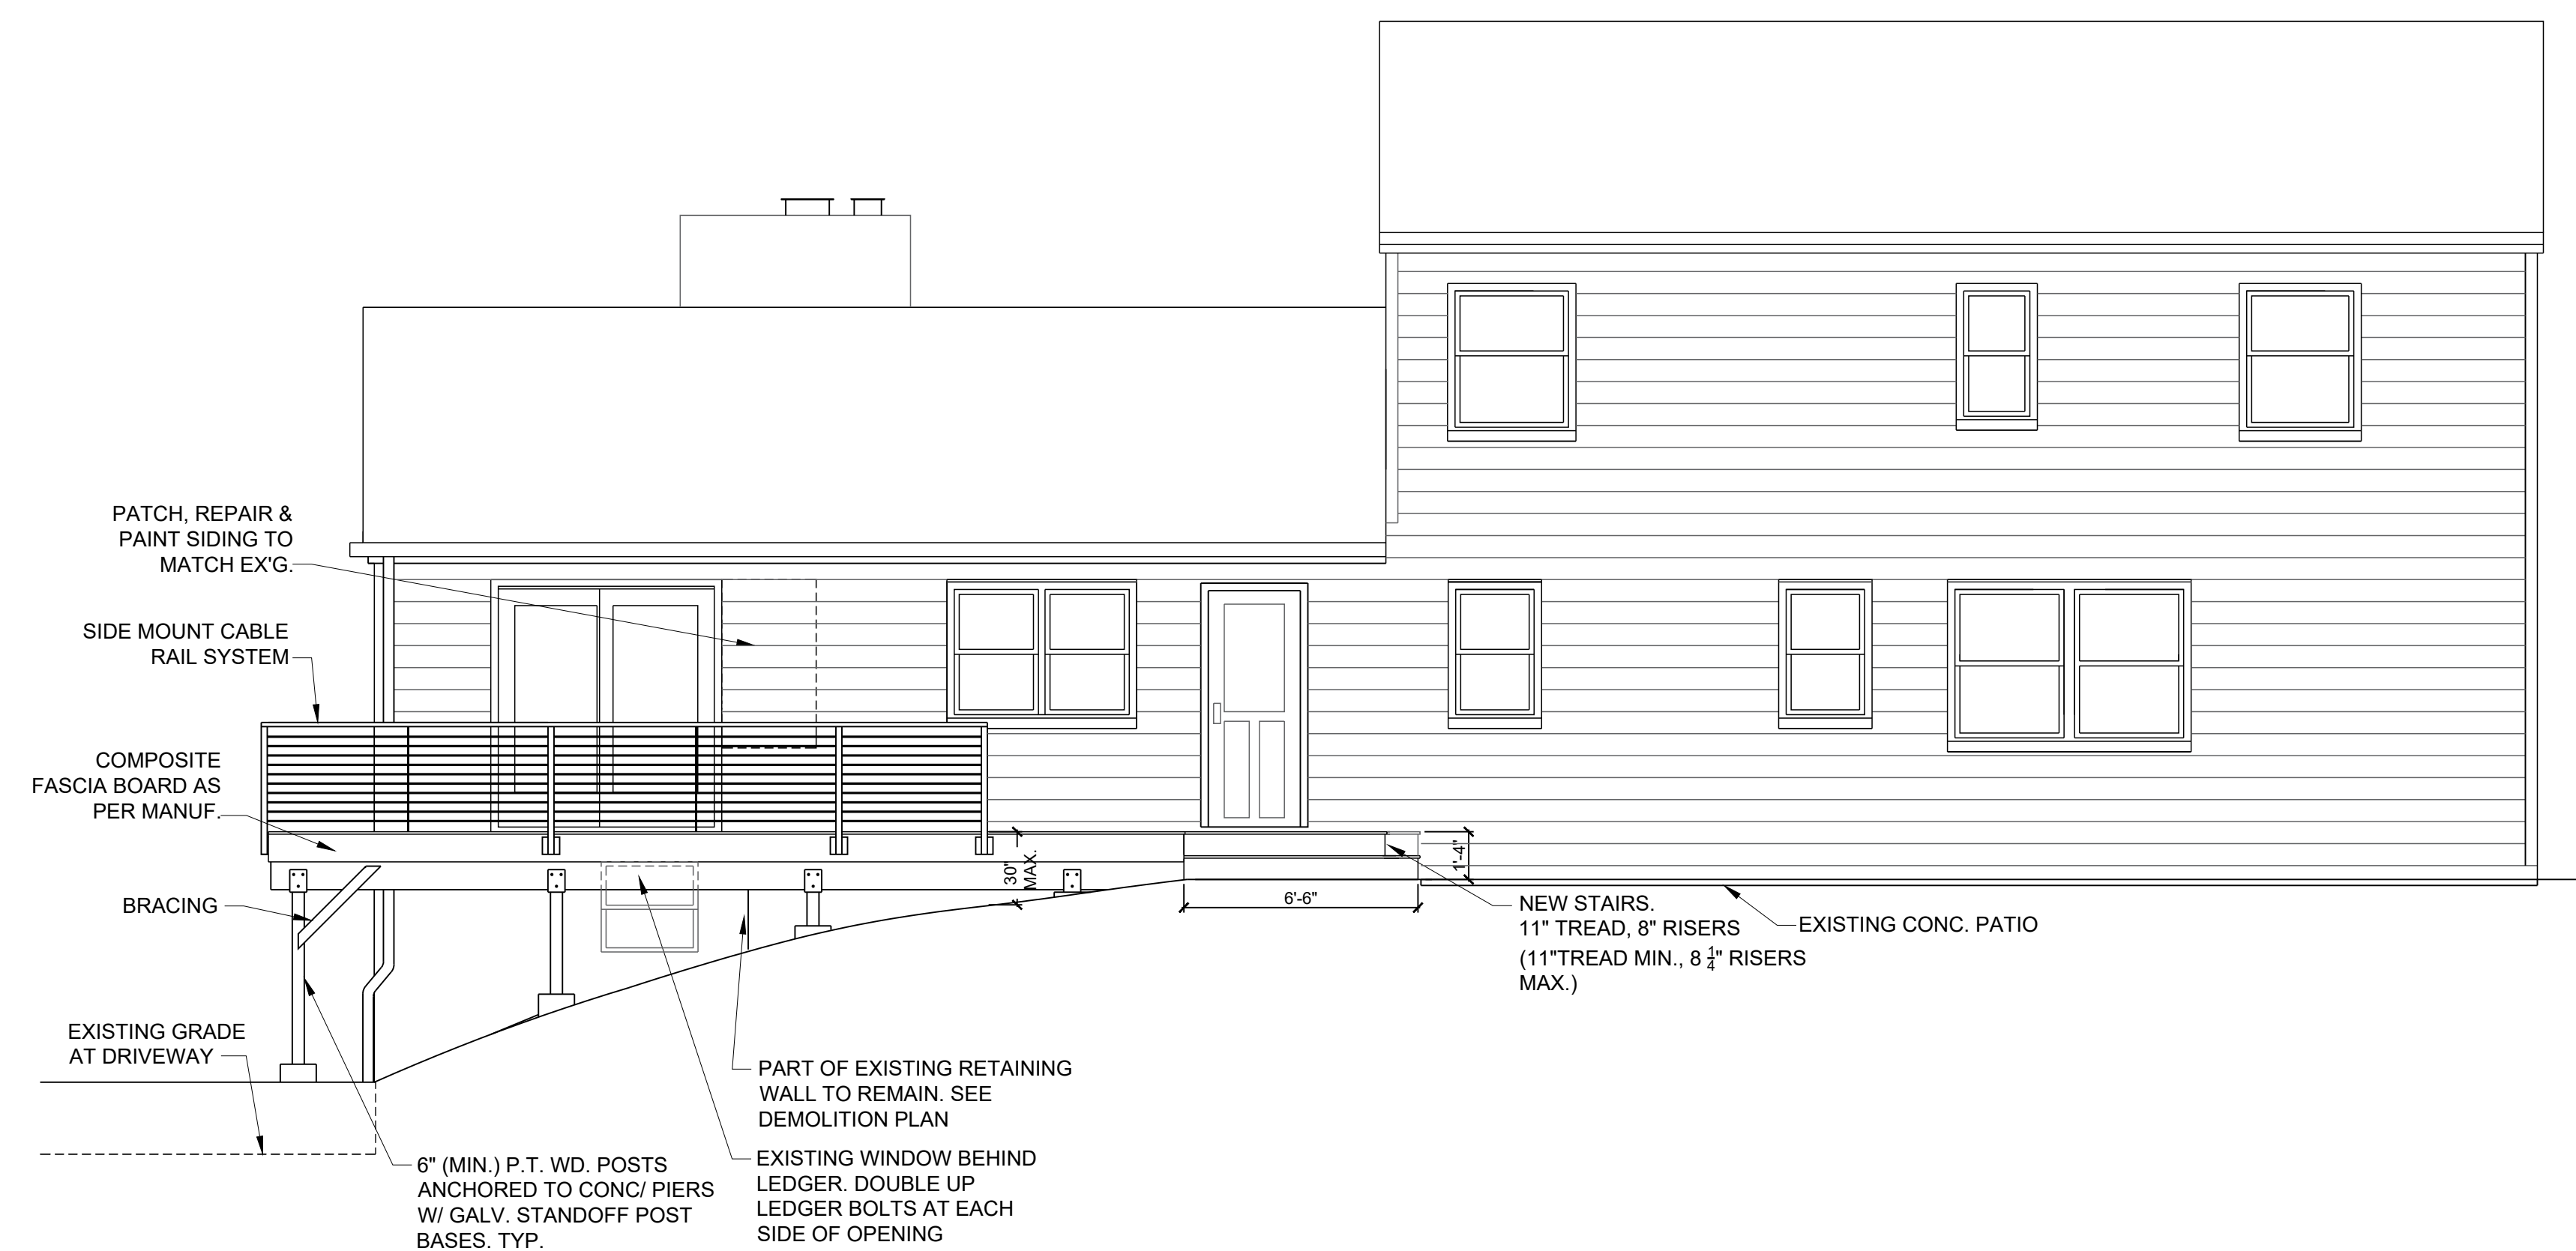 PATCH, REPAIR &
PAINT SIDING TO
MATCH EX'G.
SIDE MOUNT CABLE
RAIL SYSTEM
COMPOSITE
FASCIA BOARD AS
PER MANUF.
BRACING
EXISTING GRADE
AT DRIVEWAY
6" (MIN.) P.T. WD. POSTS
ANCHORED TO CONC/ PIERS
W/ GALV. STANDOFF POST
BASES, TYP.
PART OF EXISTING RETAINING
WALL TO REMAIN. SEE
DEMOLITION PLAN
EXISTING WINDOW BEHIND
LEDGER. DOUBLE UP
LEDGER BOLTS AT EACH
SIDE OF OPENING
30"
MAX.
6'-6"
1'-4"
NEW STAIRS.
11" TREAD, 8" RISERS
(11"TREAD MIN., 8 1/4" RISERS
MAX.)
EXISTING CONC. PATIO